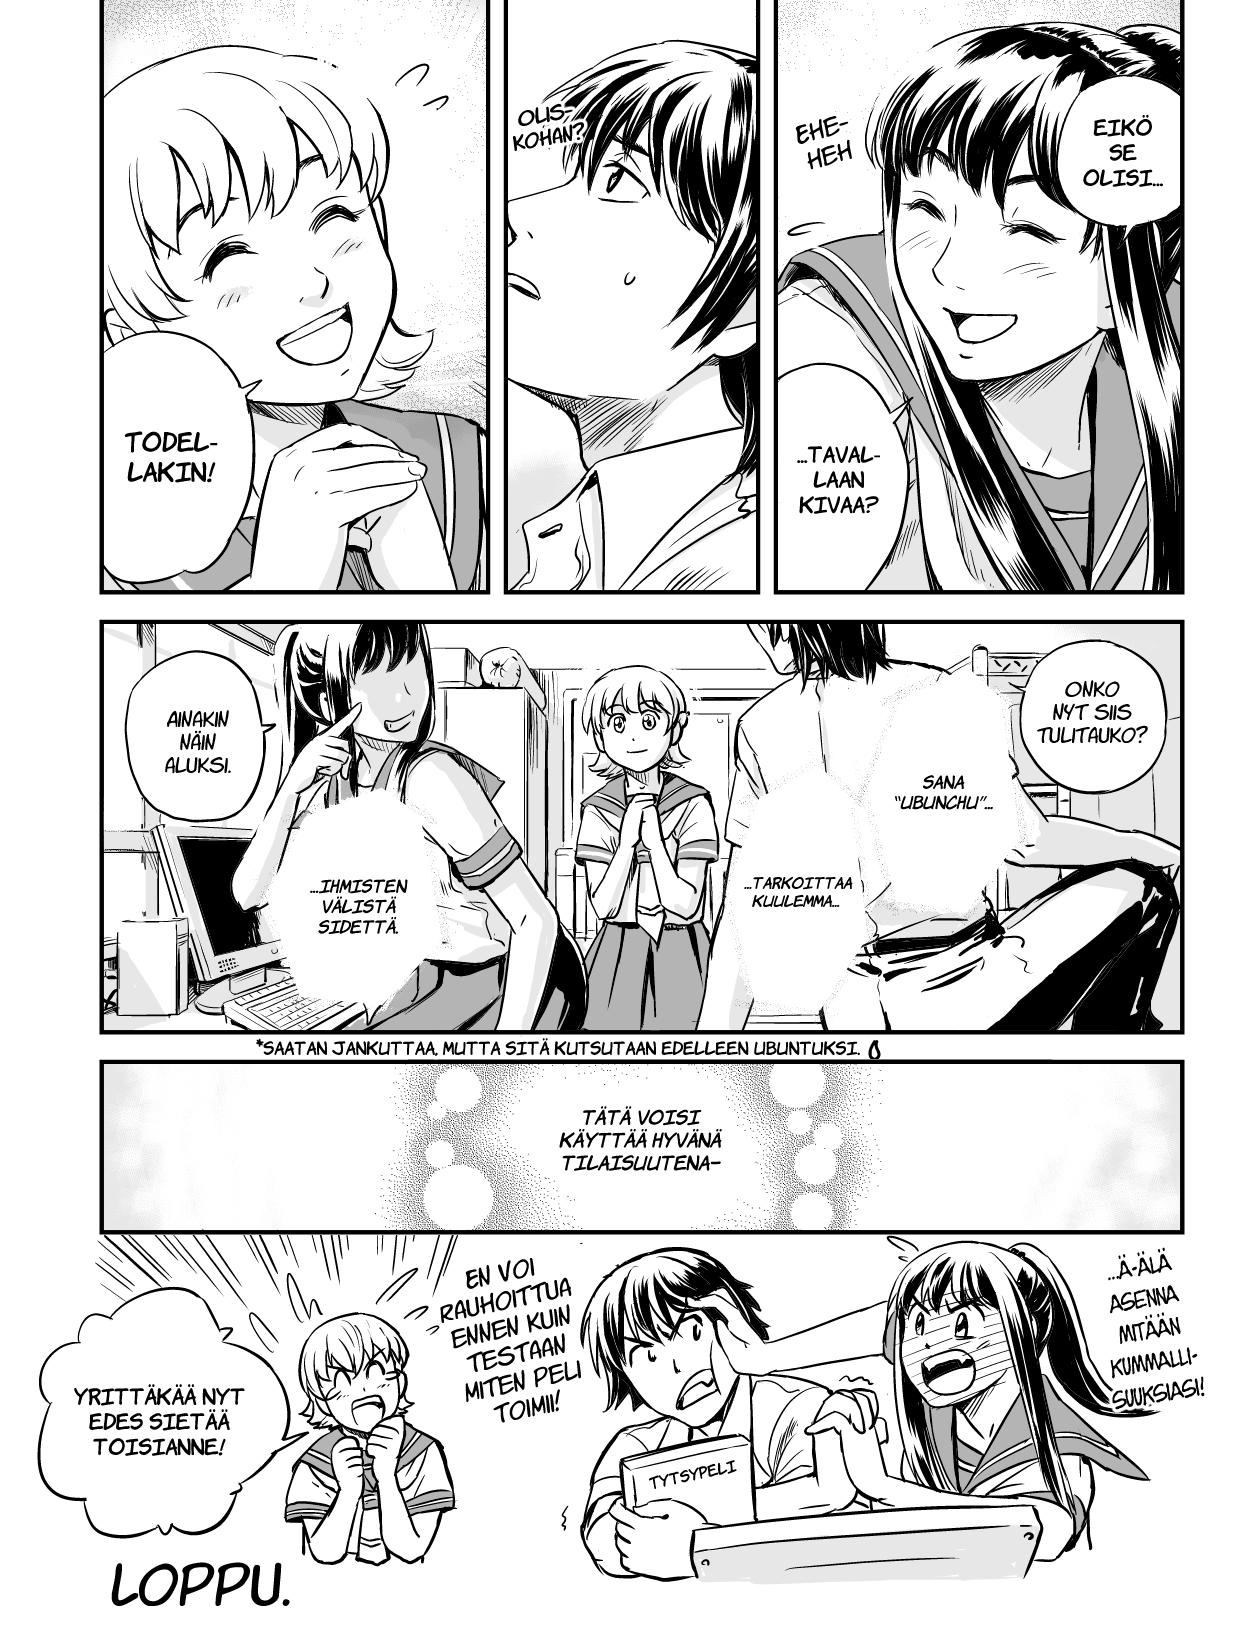 EIKÖ
SE
OLISI...
EHE-
HEH
...TAVAL-
LAAN
KIVAA?
OLIS-
KOHAN?
TODEL-
LAKIN!
ONKO
NYT SIIS
TULITAUKO?
AINAKIN
NÄIN
ALUKSI.
SANA
"UBUNCHU"...
...TARKOITTAA
KUULEMMA...
...IHMISTEN
VÄLISTÄ
SIDETTÄ.
*SAATAN JANKUTTAA, MUTTA SITÄ KUTSUTAAN EDELLEEN UBUNTUKSI.
TÄTÄ VOISI
KÄYTTÄÄ HYVÄNÄ
TILAISUUTENA–
...Ä-ÄLÄ
ASENNA
MITÄÄN
KUMMALLI-
SUUKSIASI!
EN VOI
RAUHOITTUA
ENNEN KUIN
TESTAAN
MITEN PELI
TOIMII!
TYTSYPELI
YRITTÄKÄÄ NYT
EDES SIETÄÄ
TOISIANNE!
LOPPU.